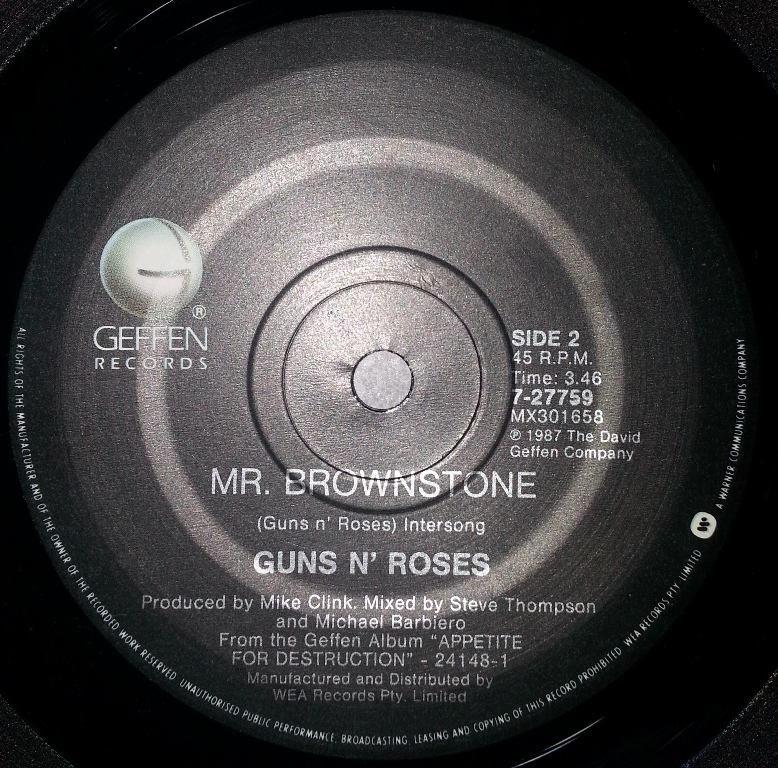 GEFFEN
RECORDS
®
SIDE 2
45 R.P.M.
Time: 3.46
7-27759
MX301658
℗ 1987 The David
Geffen Company
MR. BROWNSTONE
(Guns n' Roses) Intersong
GUNS N' ROSES
Produced by Mike Clink. Mixed by Steve Thompson
and Michael Barbiero
From the Geffen Album "APPETITE
FOR DESTRUCTION" - 24148-1
Manufactured and Distributed by
WEA Records Pty. Limited
ALL RIGHTS OF THE MANUFACTURER AND OF THE OWNER OF THE RECORDED WORK RESERVED. UNAUTHORISED PUBLIC PERFORMANCE, BROADCASTING, LEASING AND COPYING OF THIS RECORD PROHIBITED. WEA RECORDS PTY. LIMITED A WARNER COMMUNICATIONS COMPANY